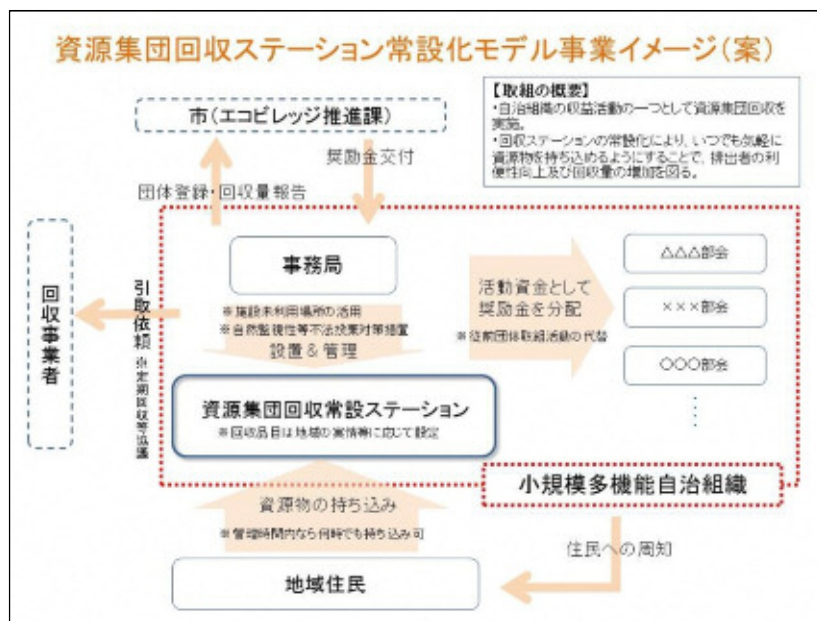 資源集団回収ステーション常設化モデル事業イメージ(案)
【取組の概要】
・自治組織の収益活動の一つとして資源集団回収を
実施。
・回収ステーションの常設化により、いつでも気軽に
資源物を持ち込めるようにすることで、排出者の利
便性向上及び回収量の増加を図る。
市(エコビレッジ推進課)
奨励金交付
団体登録・回収量報告
事務局
※施設未利用場所の活用
※自然監視性等不法投棄対策措置
設置&管理
活動資金として
奨励金を分配
※従前団体取組活動の代替
△△△部会
×××部会
○○○部会
⋮
回収事業者
引取依頼
※定期回収等協議
資源集団回収常設ステーション
※回収品目は地域の実情等に応じて設定
小規模多機能自治組織
資源物の持ち込み
※管理時間内なら何時でも持ち込み可
住民への周知
地域住民